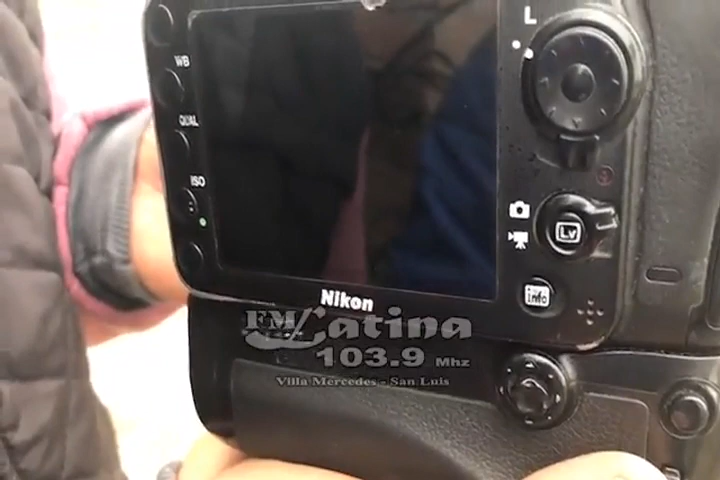 L
WB
QUAL
ISO
Lv
info
Nikon
FM Latina
103.9 Mhz
Villa Mercedes - San Luis